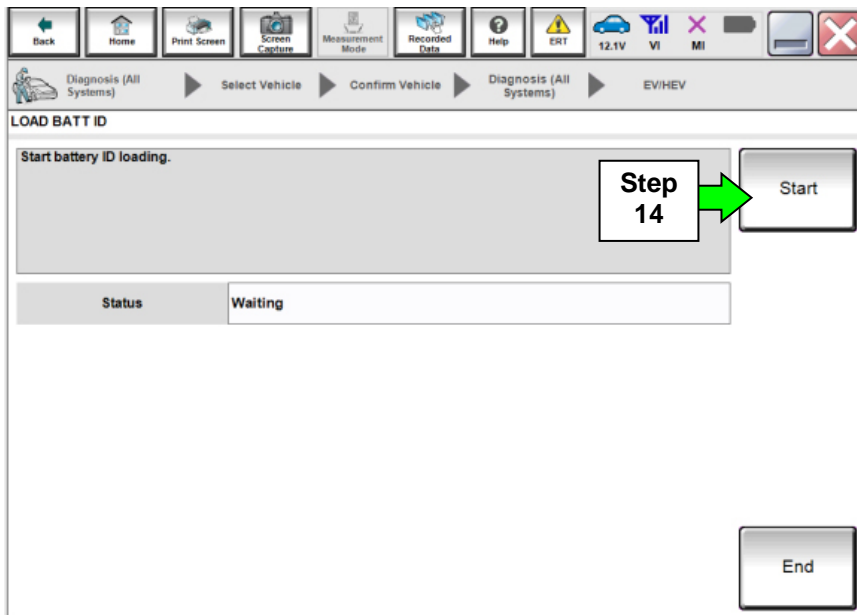 Back
Home
Print Screen
Screen
Capture
Measurement
Mode
Recorded
Data
Help
ERT
12.1V
VI
MI
Diagnosis (All
Systems)
Select Vehicle
Confirm Vehicle
Diagnosis (All
Systems)
EV/HEV
LOAD BATT ID
Start battery ID loading.
Step
14
Start
Status
Waiting
End